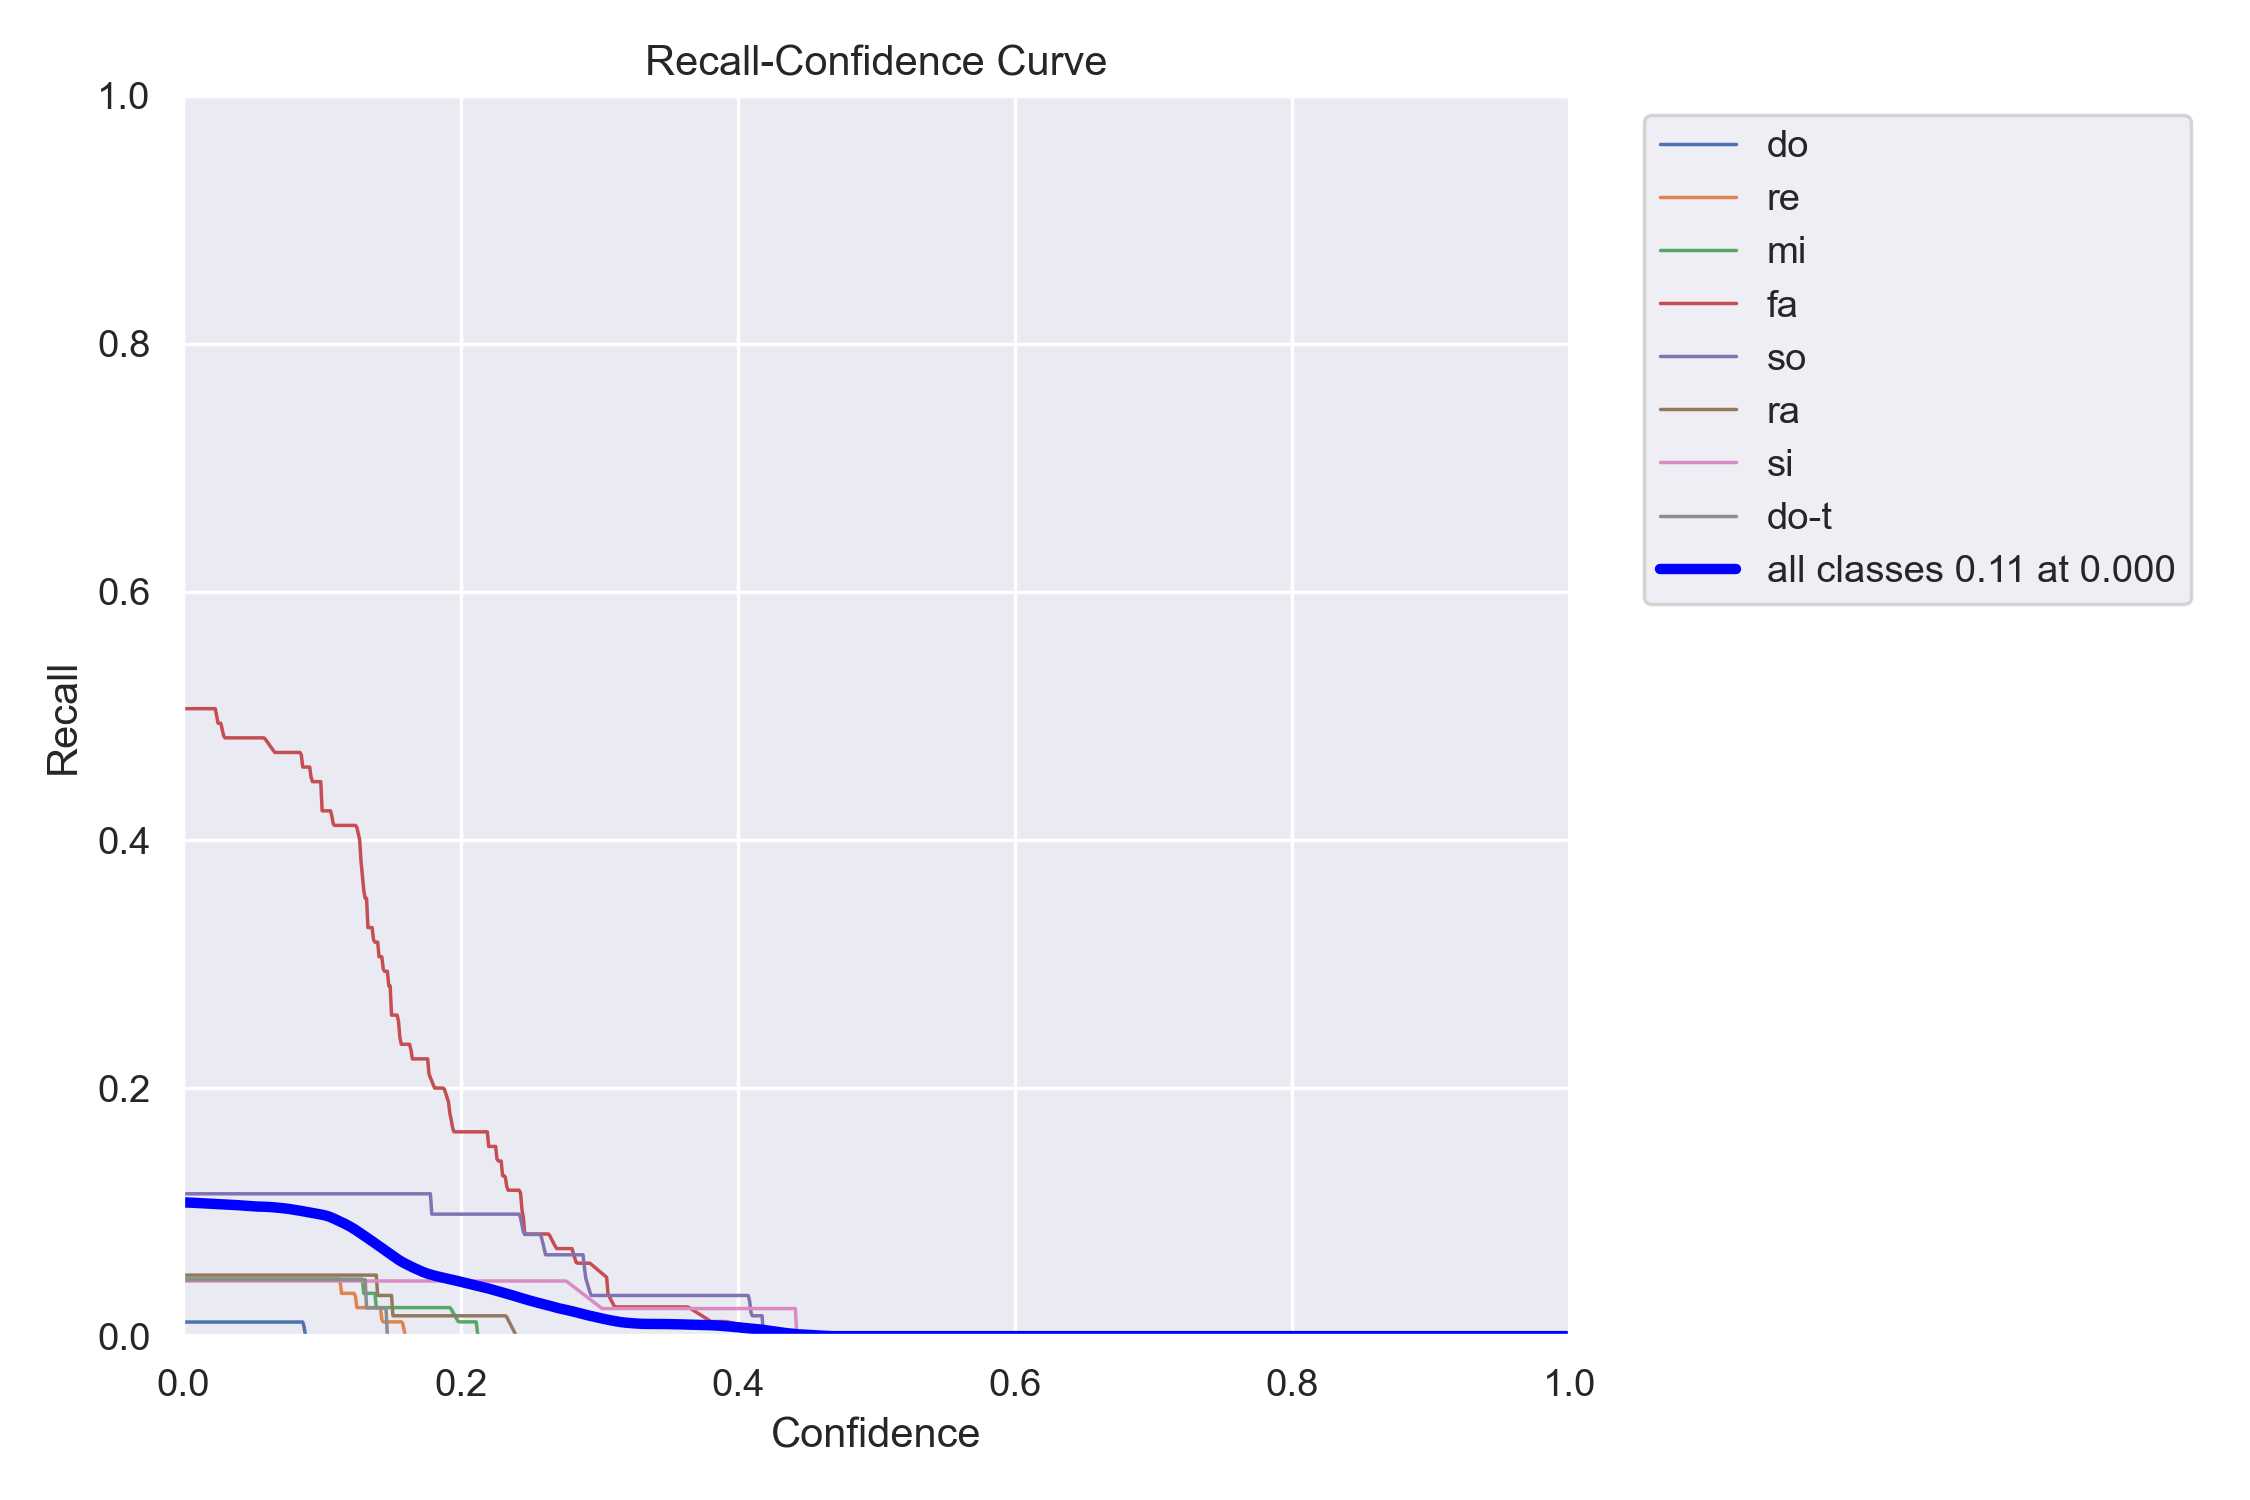 Recall-Confidence Curve
1.0
0.8
0.6
0.4
0.2
0.0
Recall
0.0 0.2 0.4 0.6 0.8 1.0
Confidence
do
re
mi
fa
so
ra
si
do-t
all classes 0.11 at 0.000